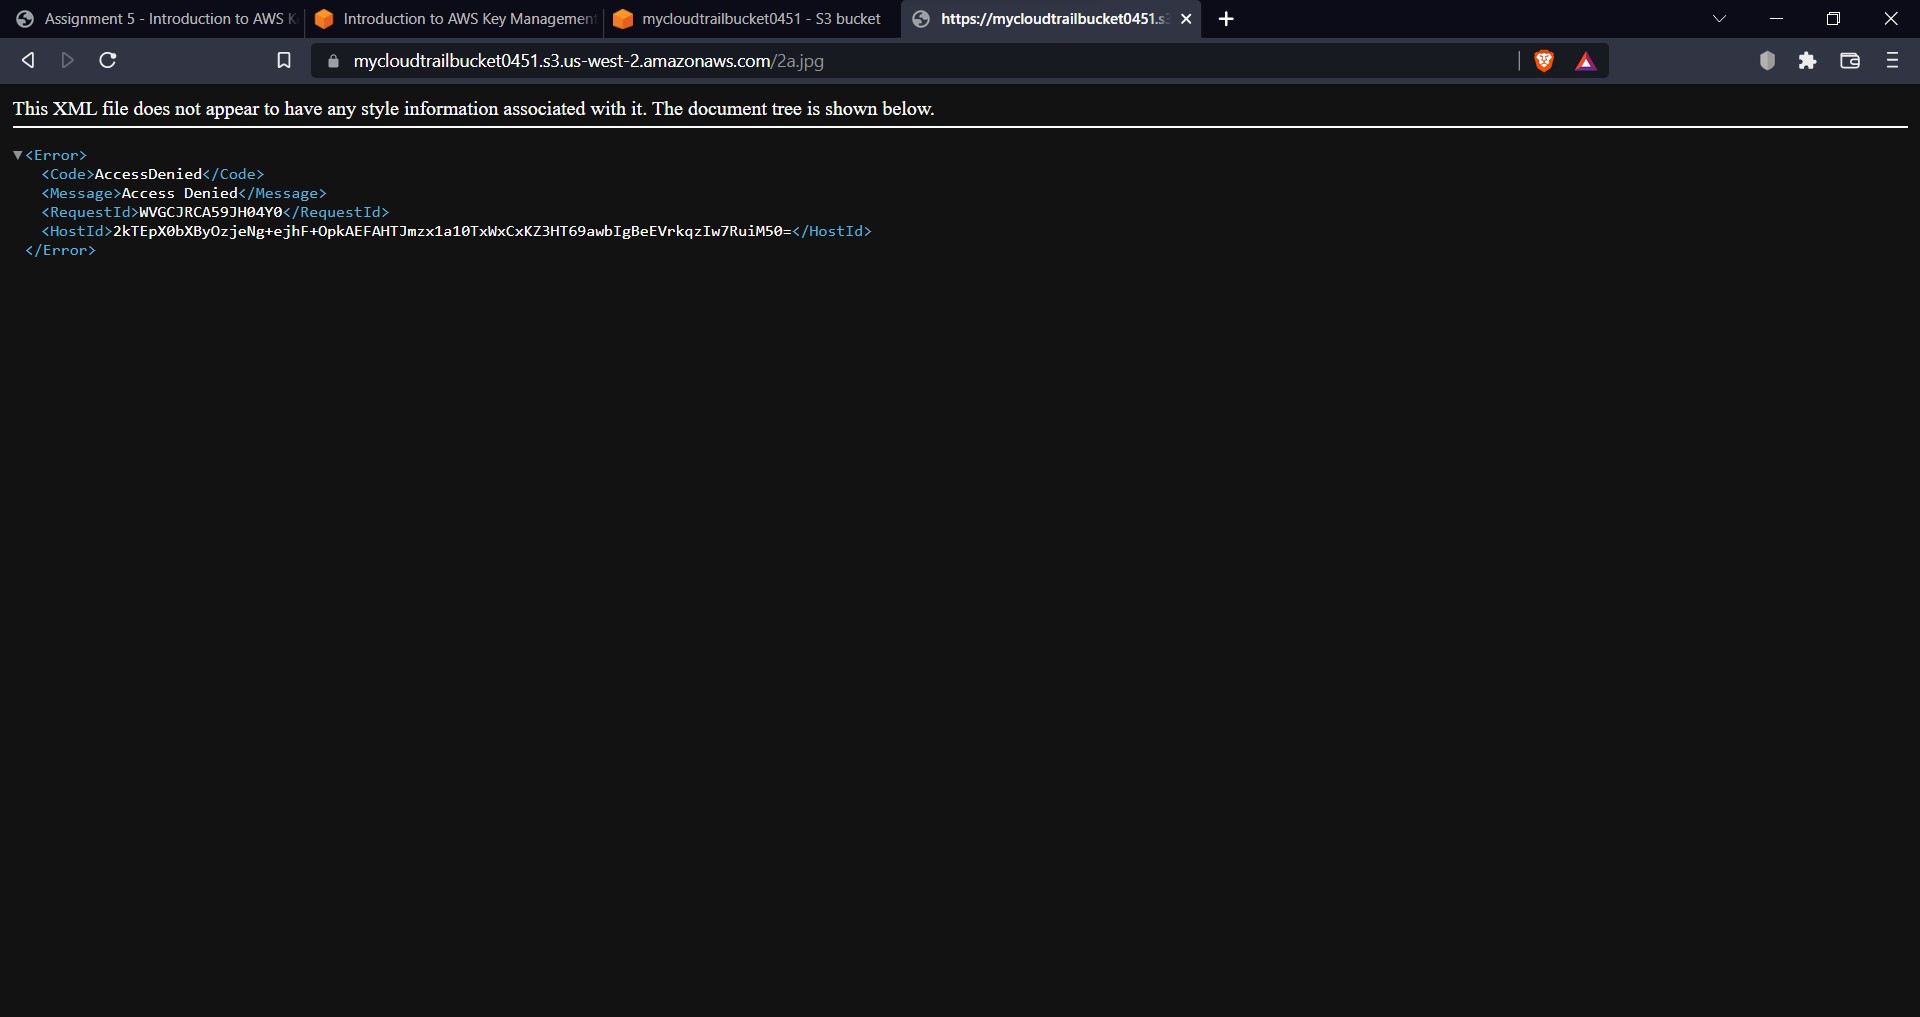 Assignment 5 - Introduction to AWS K
Introduction to AWS Key Management
mycloudtrailbucket0451 - S3 bucket
https://mycloudtrailbucket0451.s3
mycloudtrailbucket0451.s3.us-west-2.amazonaws.com/2a.jpg
This XML file does not appear to have any style information associated with it. The document tree is shown below.
▼<Error>
<Code>AccessDenied</Code>
<Message>Access Denied</Message>
<RequestId>WVGCJRCA59JH04Y0</RequestId>
<HostId>2kTEpX0bXByOzjeNg+ejhF+OpkAEFAHTJmzx1a10TxWxCxKZ3HT69awbIgBeEVrkqzIw7RuiM50=</HostId>
</Error>